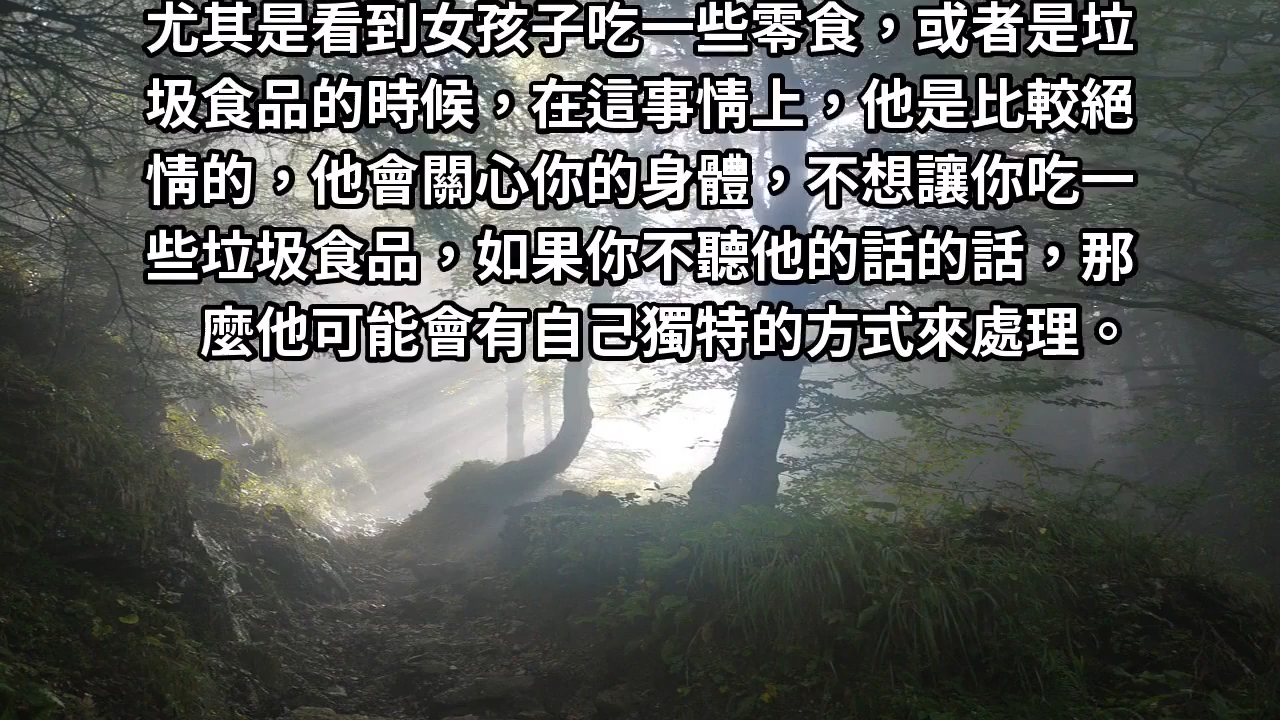 尤其是看到女孩子吃一些零食，或者是垃
圾食品的時候，在這事情上，他是比較絕
情的，他會關心你的身體，不想讓你吃一
些垃圾食品，如果你不聽他的話的話，那
麼他可能會有自己獨特的方式來處理。